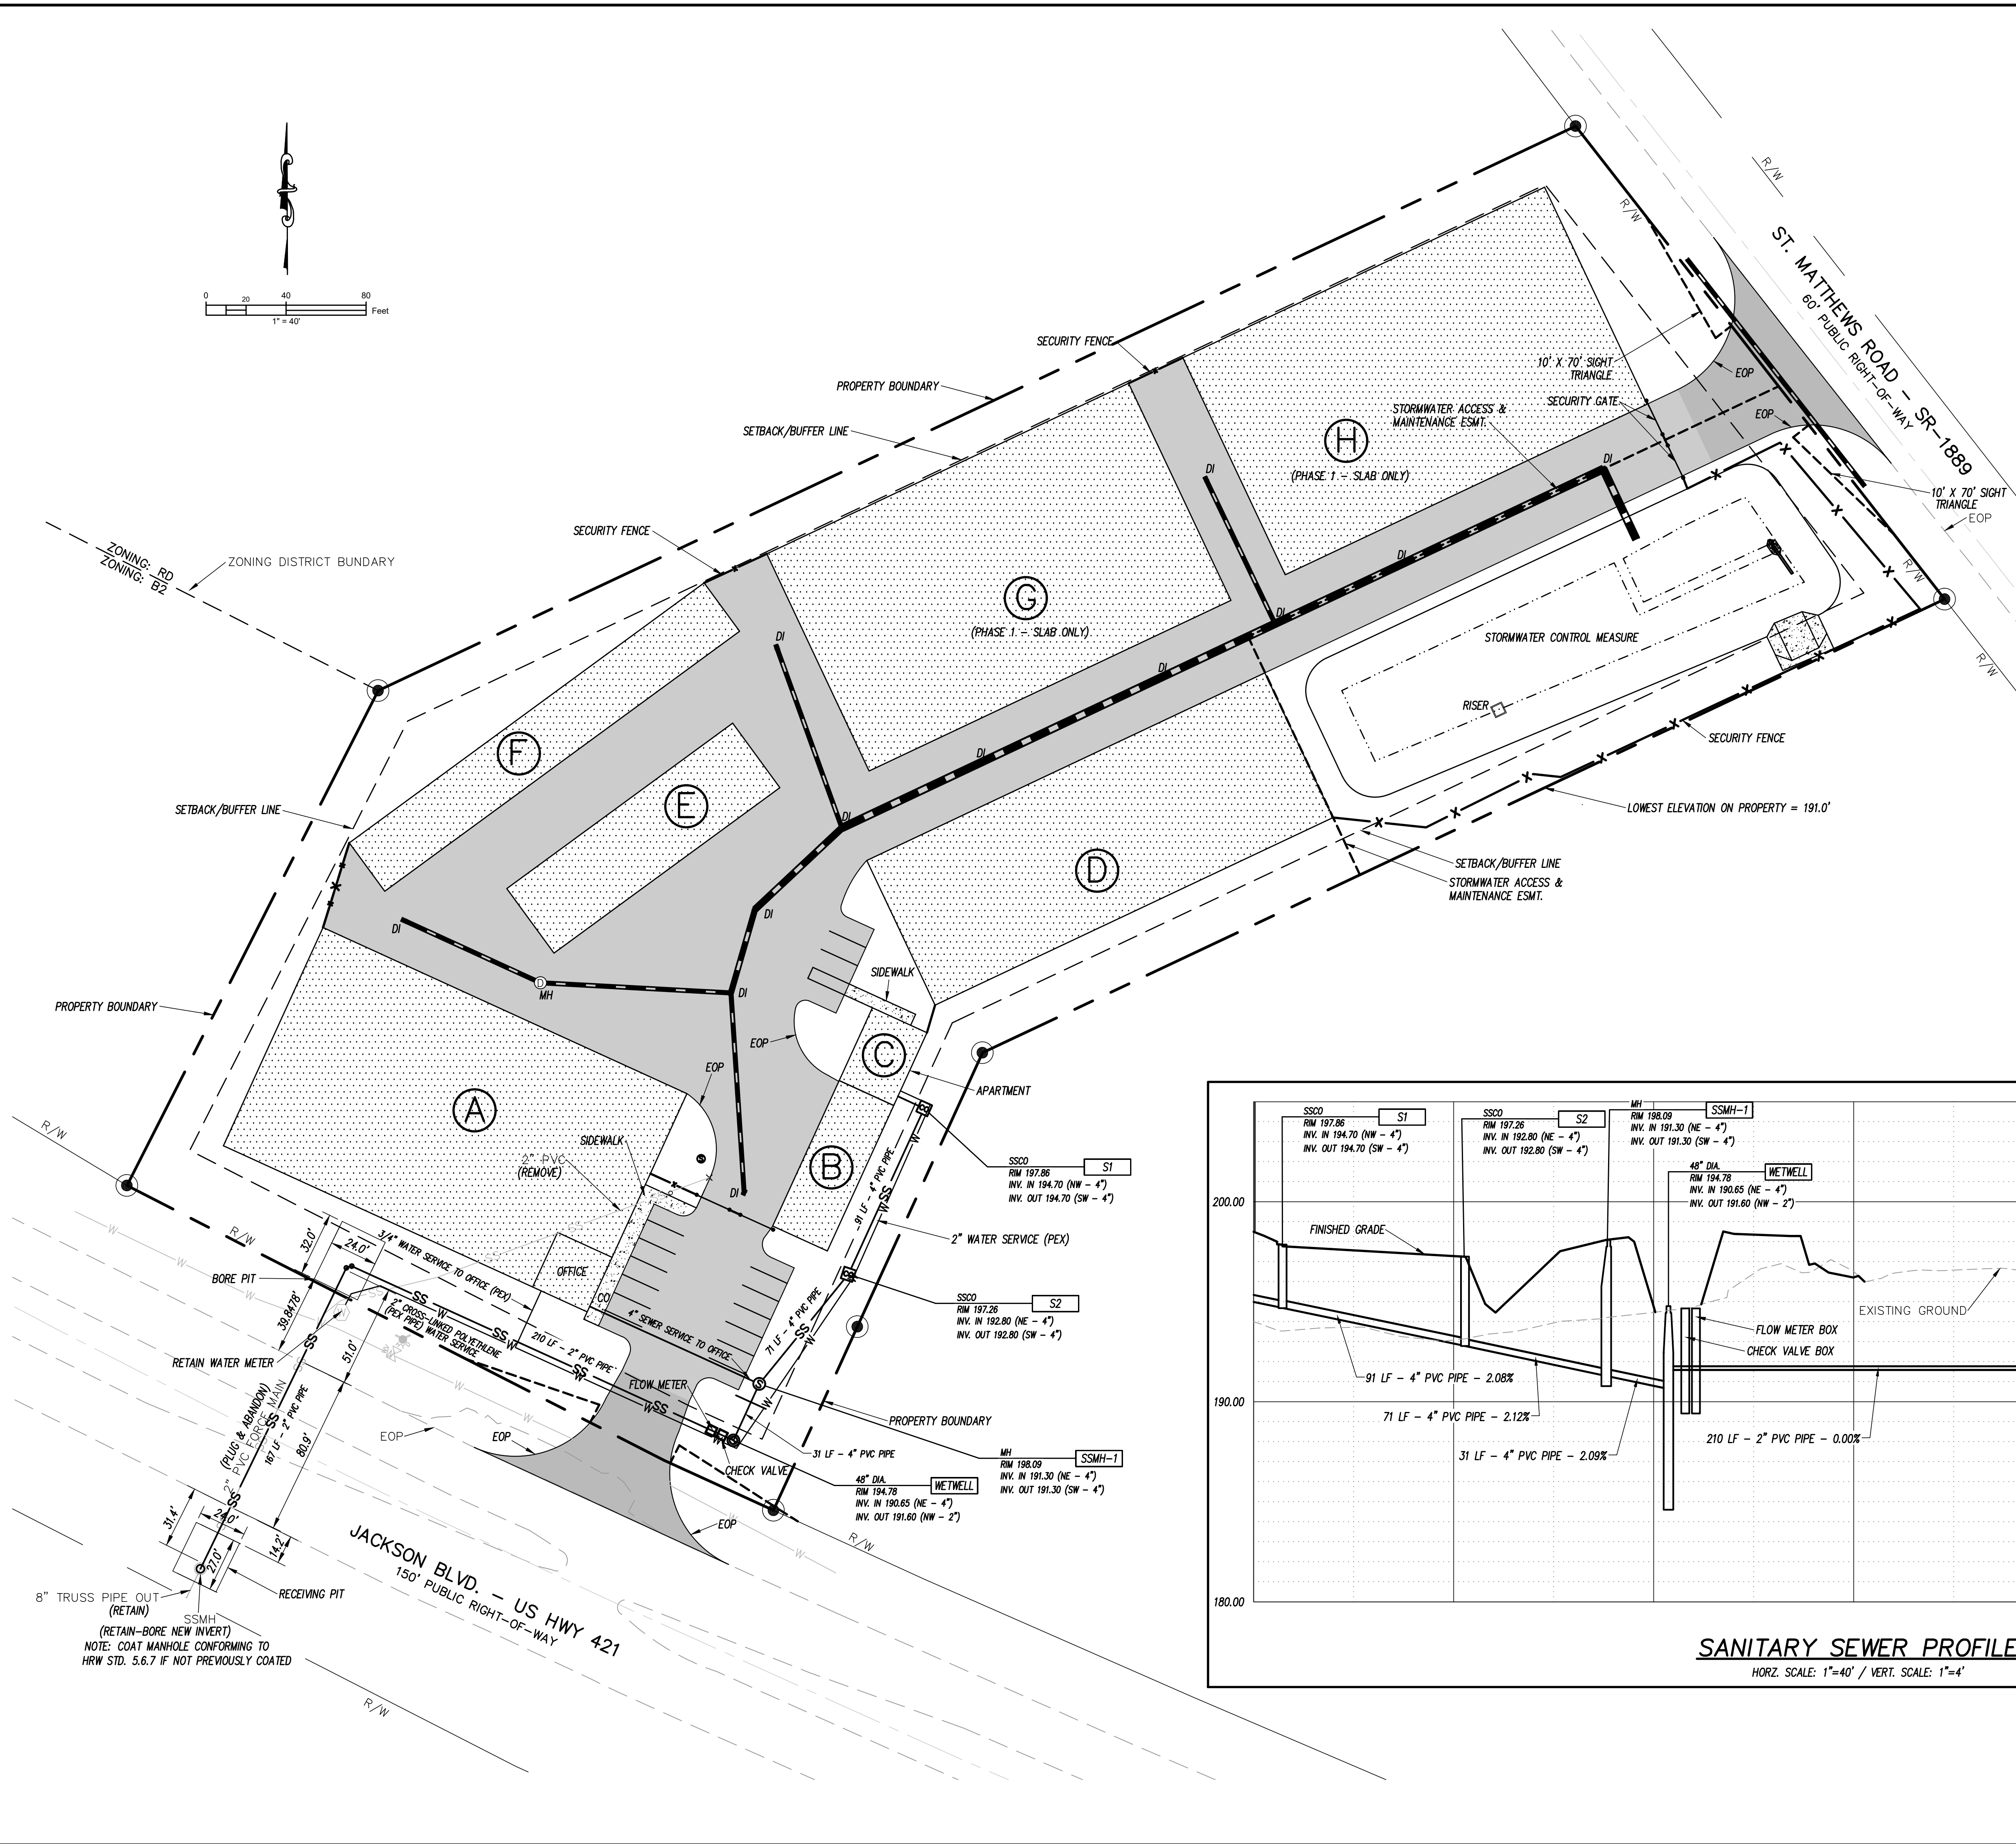 0
20
40
80
Feet
1" = 40'
ZONING: RD
ZONING: B2
ZONING DISTRICT BUNDARY
R/W
R/W
ST. MATTHEWS ROAD - SR-1889
60' PUBLIC RIGHT-OF-WAY
SECURITY FENCE
PROPERTY BOUNDARY
SETBACK/BUFFER LINE
SECURITY FENCE
10' X 70' SIGHT
TRIANGLE
SECURITY GATE
STORMWATER ACCESS &
MAINTENANCE ESMT.
EOP
EOP
H
(PHASE 1 - SLAB ONLY)
DI
DI
DI
DI
10' X 70' SIGHT
TRIANGLE
EOP
R/W
R/W
G
(PHASE 1 - SLAB ONLY)
STORMWATER CONTROL MEASURE
RISER
SECURITY FENCE
LOWEST ELEVATION ON PROPERTY = 191.0'
DI
DI
DI
DI
F
E
D
SETBACK/BUFFER LINE
STORMWATER ACCESS &
MAINTENANCE ESMT.
SETBACK/BUFFER LINE
PROPERTY BOUNDARY
DI
MH
D
DI
DI
SIDEWALK
EOP
C
APARTMENT
EOP
A
SIDEWALK
2" PVC
(REMOVE)
S
DI
B
91 LF - 4" PVC PIPE
SS
W
W
SSCO
S1
RIM 197.86
INV. IN 194.70 (NW - 4")
INV. OUT 194.70 (SW - 4")
2" WATER SERVICE (PEX)
SSCO
S2
RIM 197.26
INV. IN 192.80 (NE - 4")
INV. OUT 192.80 (SW - 4")
R/W
R/W
W
W
W
32.0'
24.0'
3/4" WATER SERVICE TO OFFICE (PEX)
BORE PIT
39.8478'
OFFICE
CO
4" SEWER SERVICE TO OFFICE
71 LF - 4" PVC PIPE
SS
W
SS
W
SS
W
2" CROSS-LINKED POLYETHLENE
(PEX PIPE) WATER
SERVICE
210 LF - 2" PVC PIPE
SS
W
SS
W
51.0'
RETAIN WATER METER
FLOW METER
S
PROPERTY BOUNDARY
31 LF - 4" PVC PIPE
CHECK VALVE
MH
SSMH-1
RIM 198.09
INV. IN 191.30 (NE - 4")
INV. OUT 191.30 (SW - 4")
48" DIA.
WETWELL
RIM 194.78
INV. IN 190.65 (NE - 4")
INV. OUT 191.60 (NW - 2")
(PLUG & ABANDON)
2" PVC FORCE MAIN
167 LF - 2" PVC PIPE
SS
SS
SS
80.9'
EOP
EOP
EOP
R/W
W
W
31.4'
24.0'
27.0'
14.2'
RECEIVING PIT
8" TRUSS PIPE OUT
(RETAIN)
SSMH
(RETAIN-BORE NEW INVERT)
NOTE: COAT MANHOLE CONFORMING TO
HRW STD. 5.6.7 IF NOT PREVIOUSLY COATED
JACKSON BLVD. - US HWY 421
150' PUBLIC RIGHT-OF-WAY
R/W
SSCO
S1
RIM 197.86
INV. IN 194.70 (NW - 4")
INV. OUT 194.70 (SW - 4")
SSCO
S2
RIM 197.26
INV. IN 192.80 (NE - 4")
INV. OUT 192.80 (SW - 4")
MH
SSMH-1
RIM 198.09
INV. IN 191.30 (NE - 4")
INV. OUT 191.30 (SW - 4")
48" DIA.
WETWELL
RIM 194.78
INV. IN 190.65 (NE - 4")
INV. OUT 191.60 (NW - 2")
200.00
FINISHED GRADE
EXISTING GROUND
FLOW METER BOX
CHECK VALVE BOX
91 LF - 4" PVC PIPE - 2.08%
190.00
71 LF - 4" PVC PIPE - 2.12%
31 LF - 4" PVC PIPE - 2.09%
210 LF - 2" PVC PIPE - 0.00%
180.00
SANITARY SEWER PROFILE
HORZ. SCALE: 1"=40' / VERT. SCALE: 1"=4'